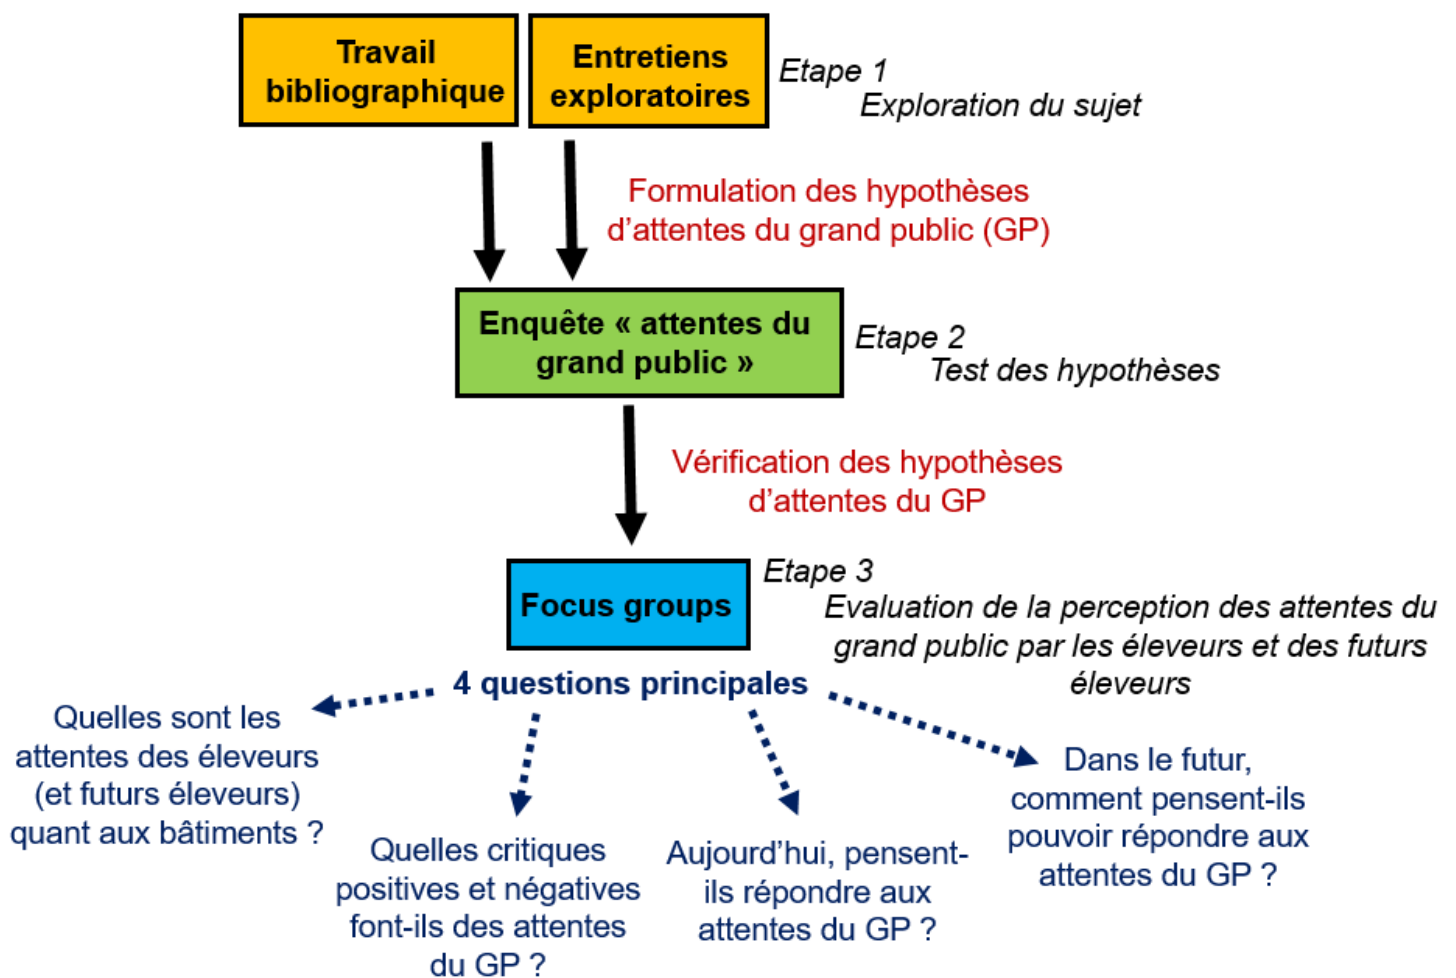 Travail
bibliographique
Entretiens
exploratoires
Etape 1
Exploration du sujet
Formulation des hypothèses
d'attentes du grand public (GP)
Enquête « attentes du
grand public »
Etape 2
Test des hypothèses
Vérification des hypothèses
d'attentes du GP
Focus groups
Etape 3
Evaluation de la perception des attentes du
grand public par les éleveurs et des futurs
éleveurs
4 questions principales
Quelles sont les
attentes des éleveurs
(et futurs éleveurs)
quant aux bâtiments ?
Quelles critiques
positives et négatives
font-ils des attentes
du GP ?
Aujourd'hui, pensent-
ils répondre aux
attentes du GP ?
Dans le futur,
comment pensent-ils
pouvoir répondre aux
attentes du GP ?